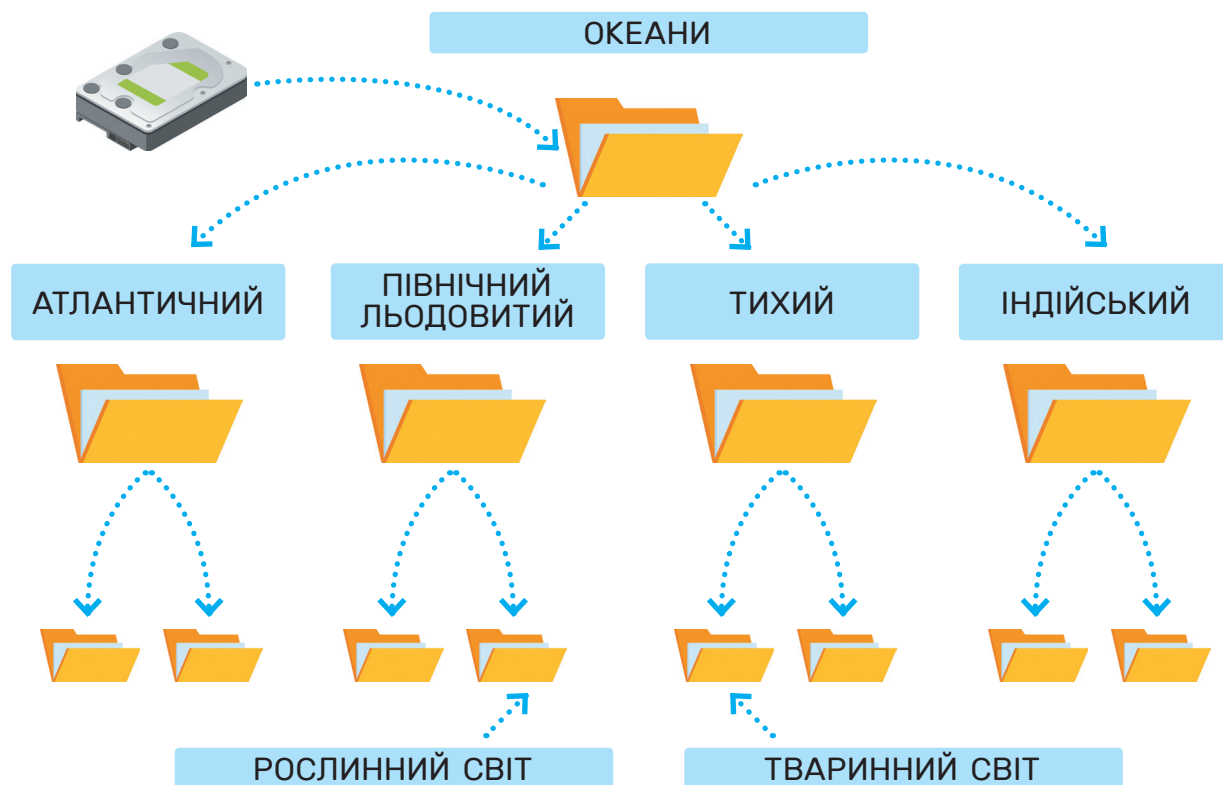 ОКЕАНИ
АТЛАНТИЧНИЙ
ПІВНІЧНИЙ
ЛЬОДОВИТИЙ
ТИХИЙ
ІНДІЙСЬКИЙ
РОСЛИННИЙ СВІТ
ТВАРИННИЙ СВІТ